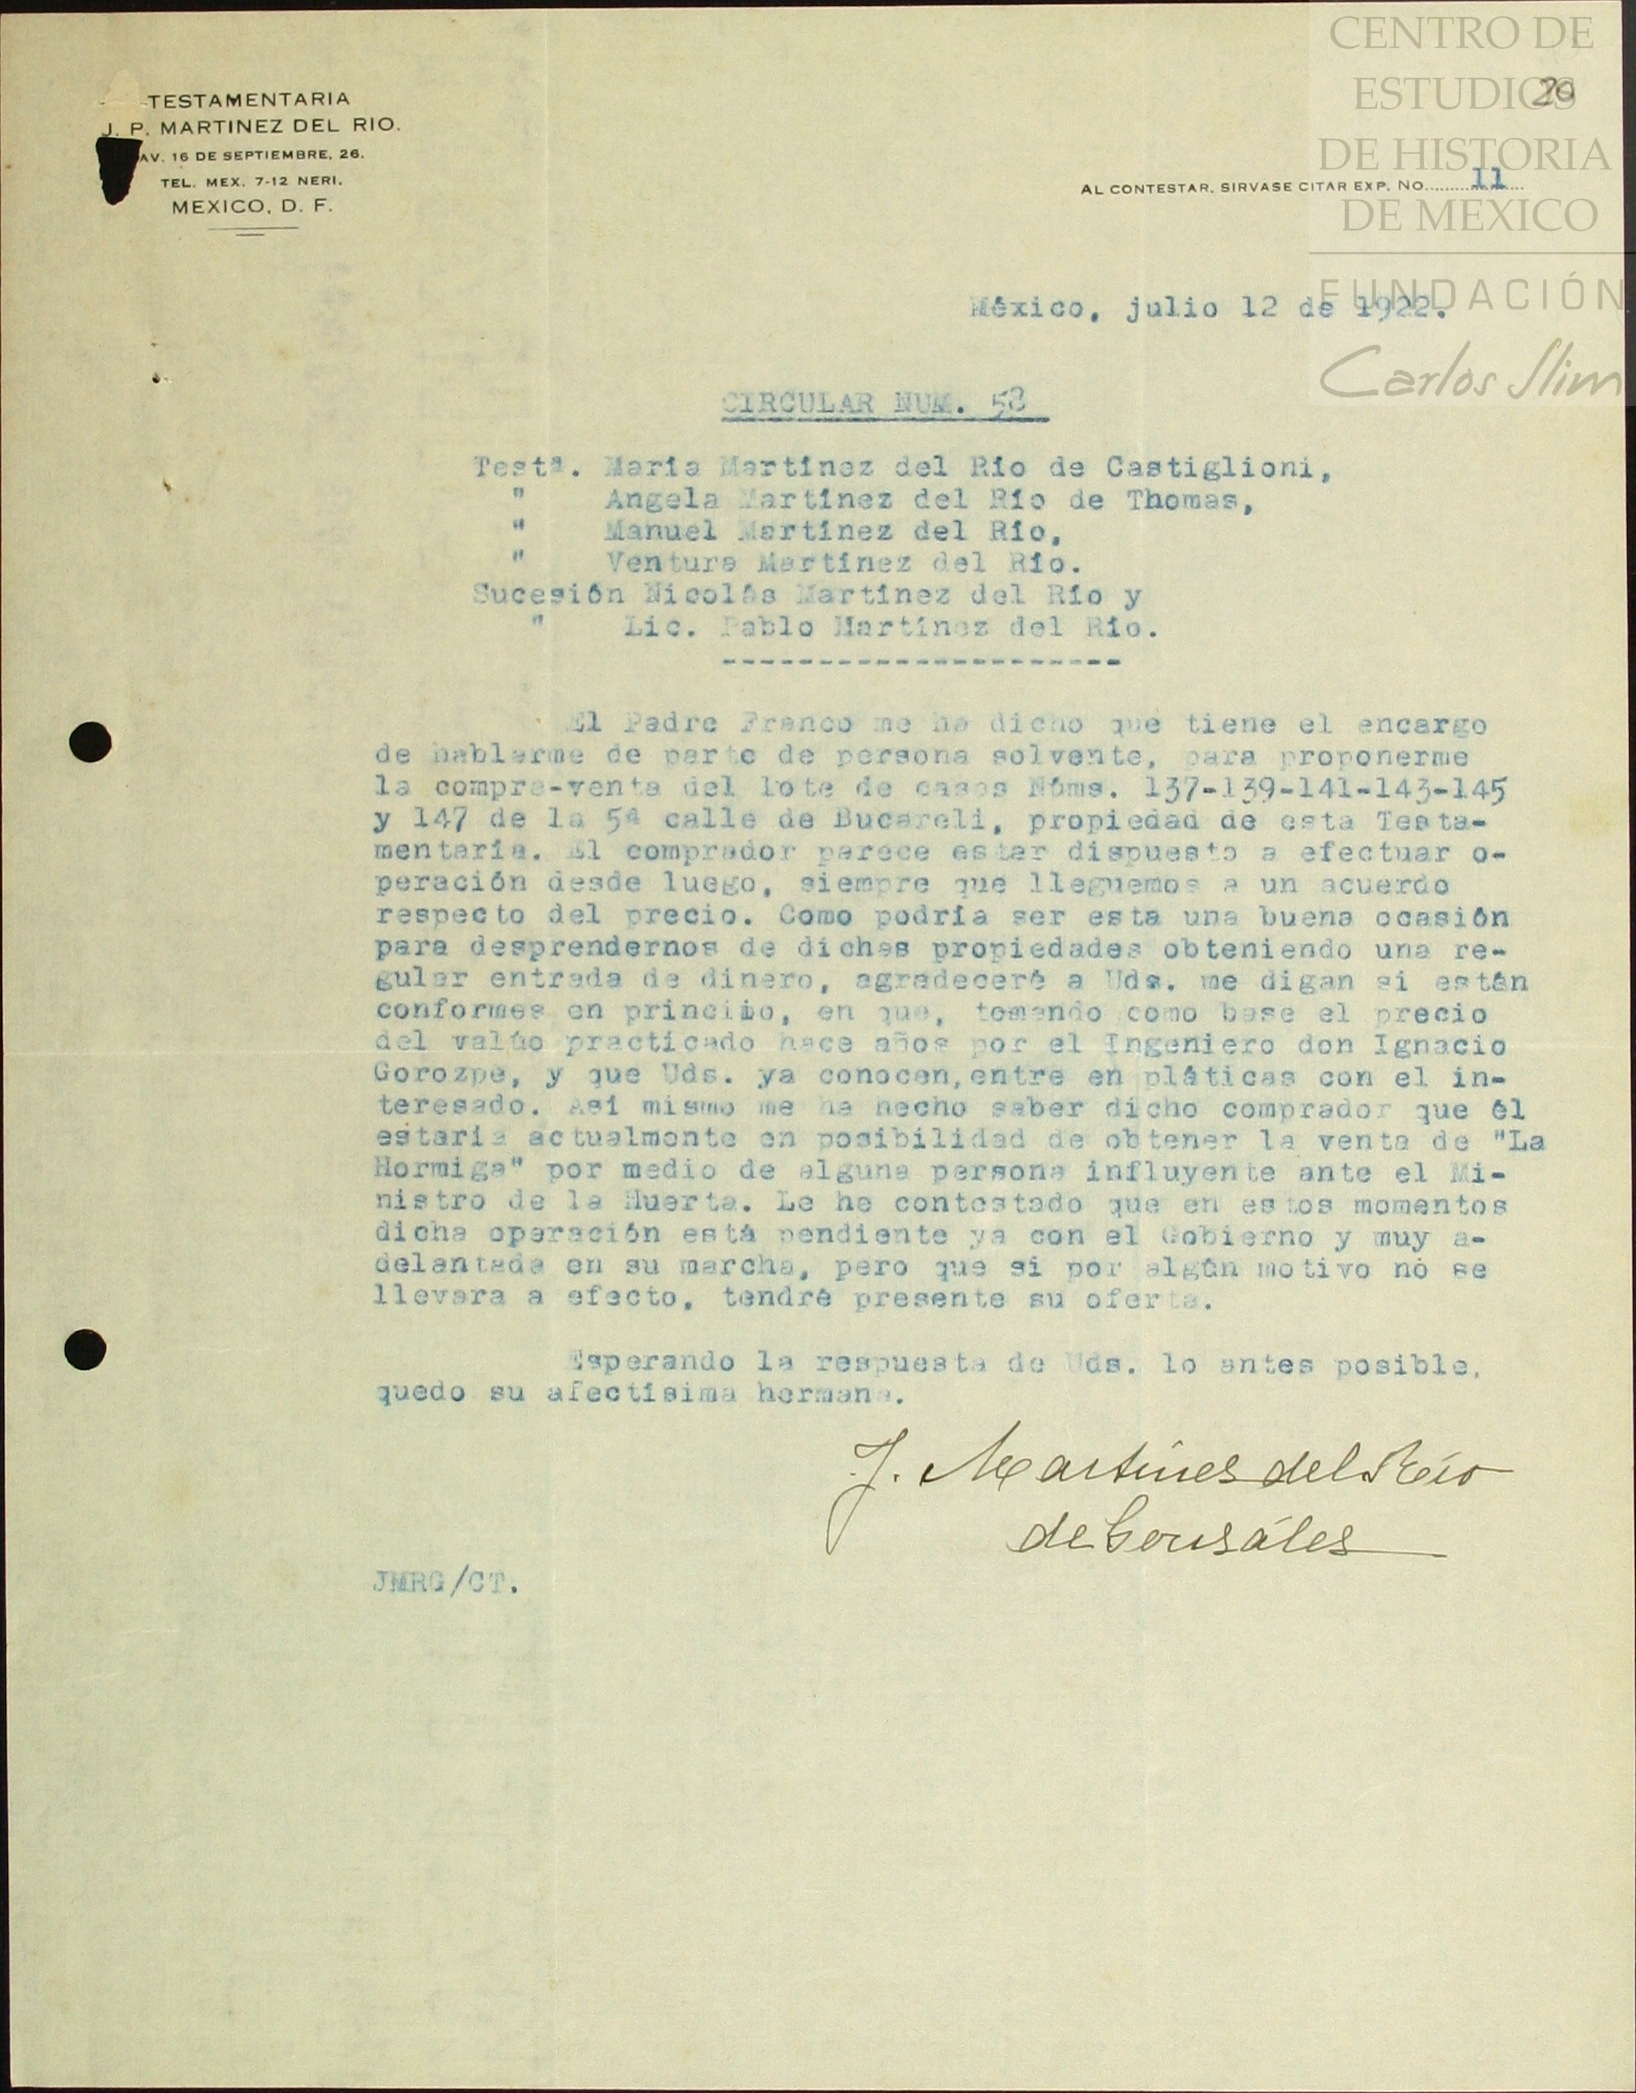 TESTAMENTARIA
J. P. MARTINEZ DEL RIO.
AV. 16 DE SEPTIEMBRE, 26.
TEL. MEX. 7-12 NERI.
MEXICO, D. F.
CENTRO DE
ESTUDIOS
20
DE HISTORIA
AL CONTESTAR, SIRVASE CITAR EXP. No. 11
DE MEXICO
FUNDACIÓN
Carlos Slim
México, julio 12 de 1922.
CIRCULAR NUM. 58
Testª. María Martínez del Río de Castiglioni,
" Angela Martínez del Río de Thomas,
" Manuel Martínez del Río,
" Ventura Martínez del Río.
Sucesión Nicolás Martínez del Río y
" Lic. Pablo Martínez del Río.
---------------------
El Padre Franco me ha dicho que tiene el encargo
de hablarme de parte de persona solvente, para proponerme
la compra-venta del lote de casas Núms. 137-139-141-143-145
y 147 de la 5ª calle de Bucareli, propiedad de esta Testa-
mentaría. El comprador parece estar dispuesto a efectuar o-
peración desde luego, siempre que lleguemos a un acuerdo
respecto del precio. Como podría ser esta una buena ocasión
para desprendernos de dichas propiedades obteniendo una re-
gular entrada de dinero, agradeceré a Uds. me digan si están
conformes en principio, en que, tomando como base el precio
del valúo practicado hace años por el Ingeniero don Ignacio
Gorozpe, y que Uds. ya conocen, entre en pláticas con el in-
teresado. Así mismo me ha hecho saber dicho comprador que él
estaría actualmente en posibilidad de obtener la venta de "La
Hormiga" por medio de alguna persona influyente ante el Mi-
nistro de la Huerta. Le he contestado que en estos momentos
dicha operación está pendiente ya con el Gobierno y muy a-
delantada en su marcha, pero que si por algún motivo nó se
llevara a efecto, tendré presente su oferta.
Esperando la respuesta de Uds. lo antes posible,
quedo su afectísima hermana.
J. Martínes del Río
de Gonsáles
JMRG/CT.